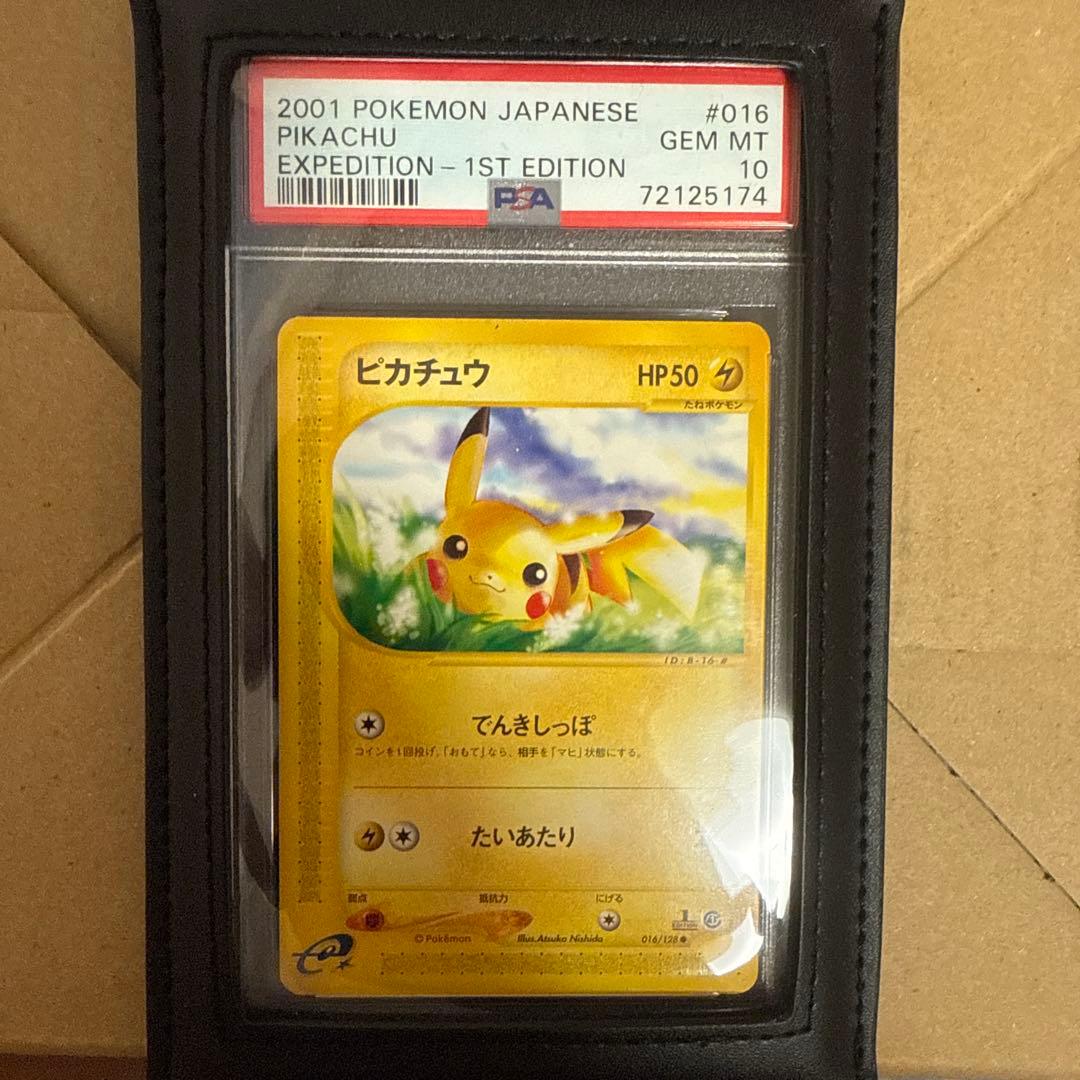 2001 POKEMON JAPANESE #016
PIKACHU GEM MT
EXPEDITION – 1ST EDITION 10
PSA 72125174
ピカチュウ HP50
たねポケモン
ID:B-16-#
でんきしっぽ
コインを1回投げ、「おもて」なら、相手を「マヒ」状態にする。
たいあたり
弱点 抵抗力 にげる
1
EDITION
©Pokémon Illus.Atsuko Nishida 016/128●
e